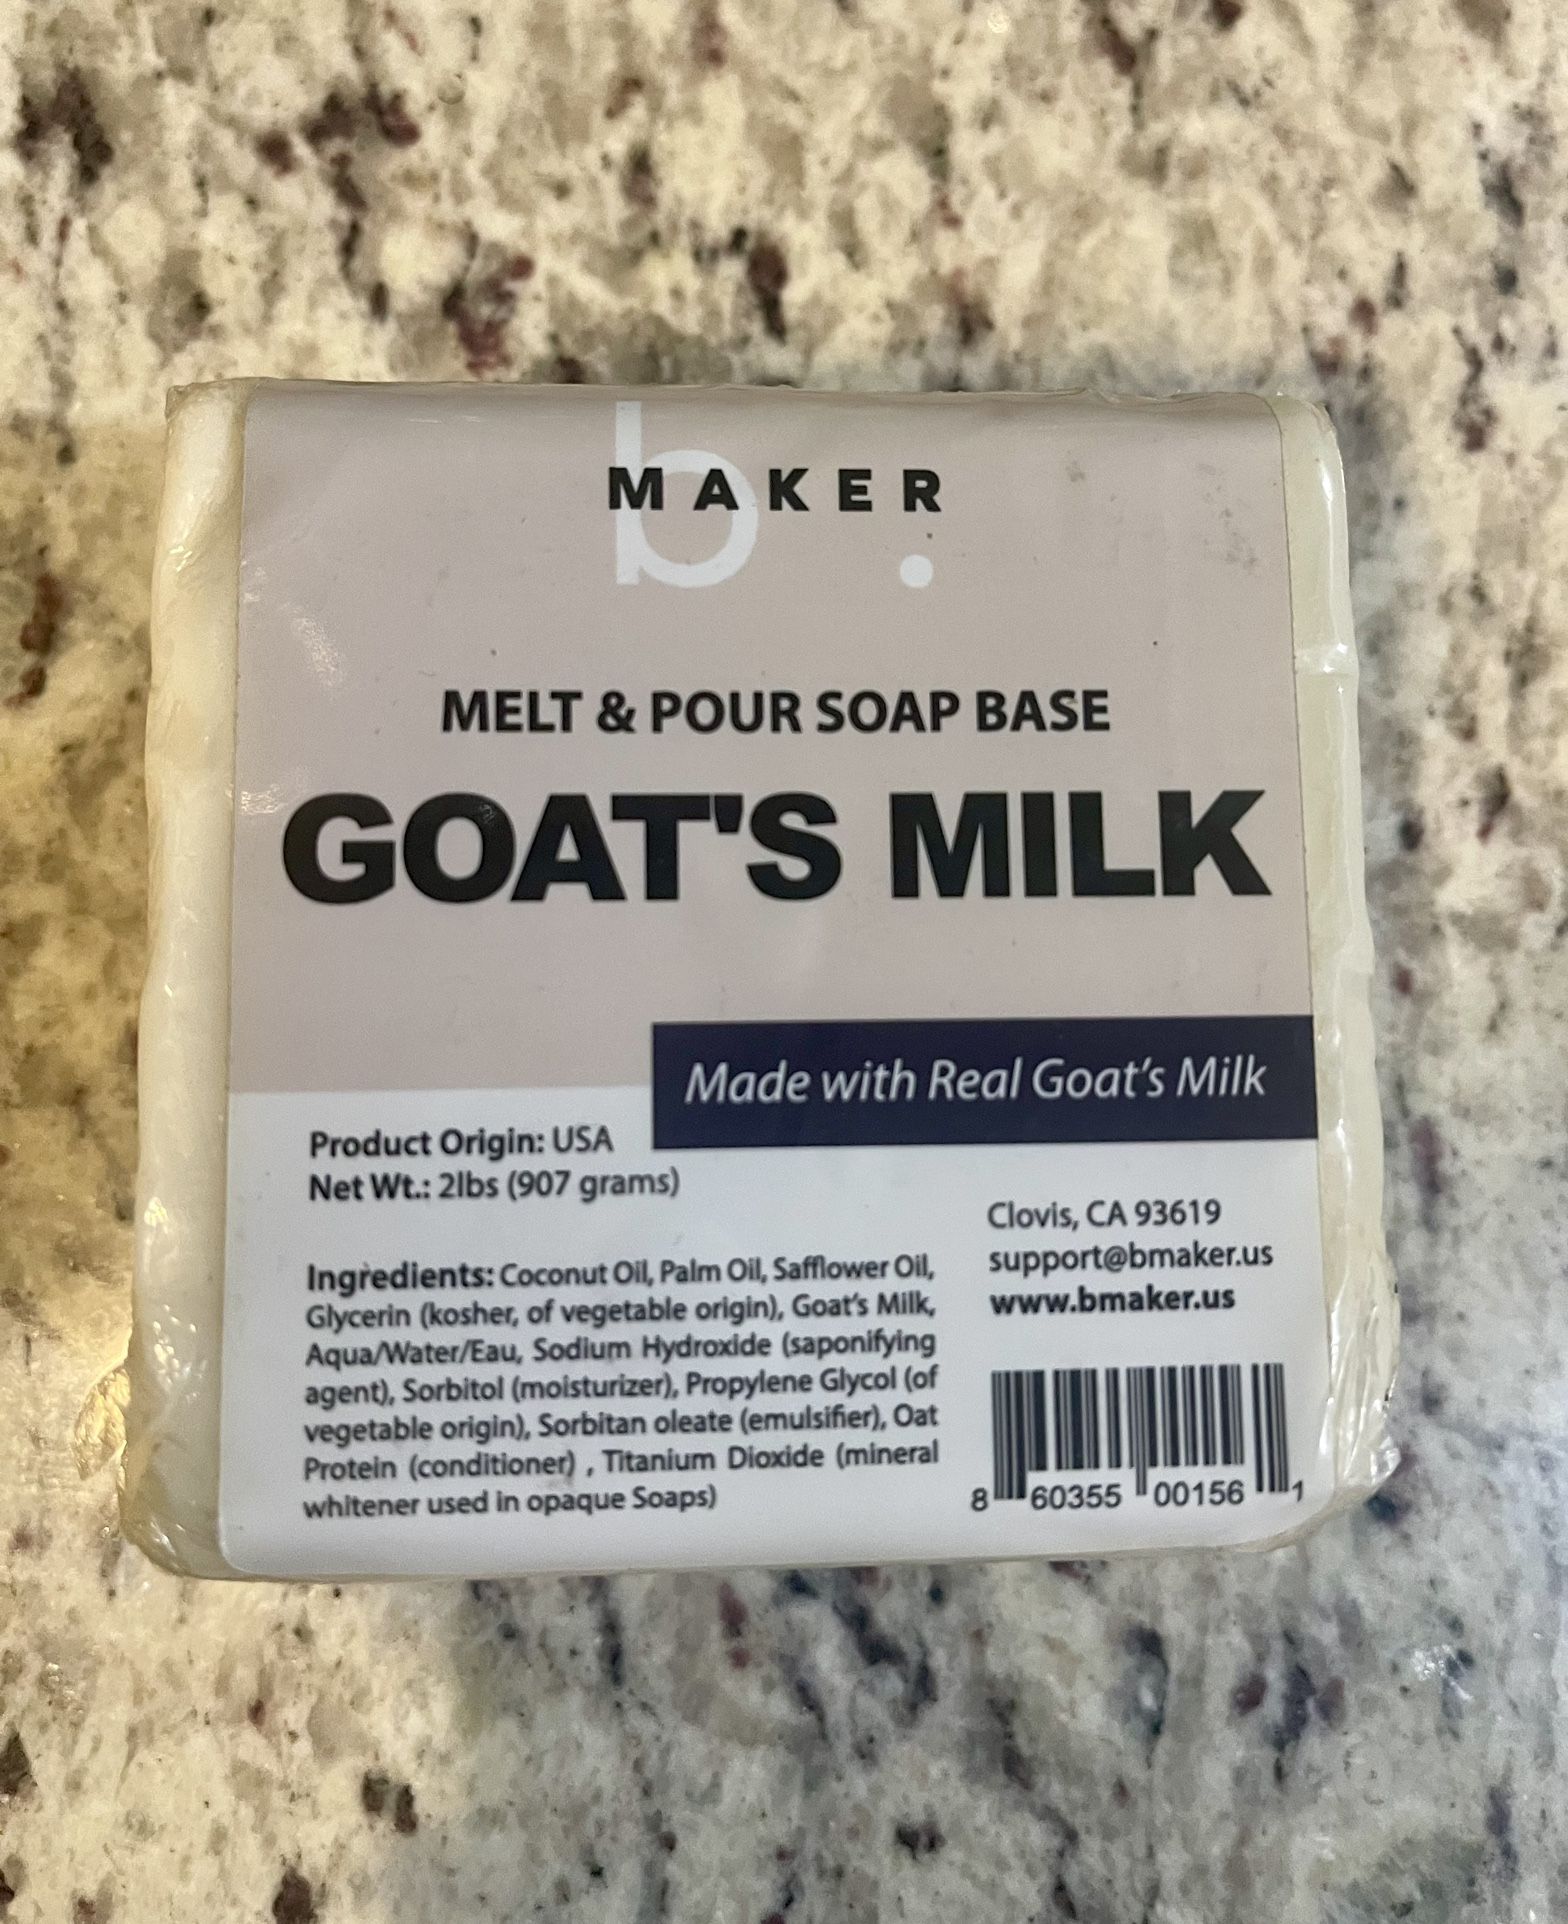 b.
MAKER
MELT & POUR SOAP BASE
GOAT'S MILK
Made with Real Goat's Milk
Product Origin: USA
Net Wt.: 2lbs (907 grams)
Ingredients: Coconut Oil, Palm Oil, Safflower Oil,
Glycerin (kosher, of vegetable origin), Goat's Milk,
Aqua/Water/Eau, Sodium Hydroxide (saponifying
agent), Sorbitol (moisturizer), Propylene Glycol (of
vegetable origin), Sorbitan oleate (emulsifier), Oat
Protein (conditioner) , Titanium Dioxide (mineral
whitener used in opaque Soaps)
Clovis, CA 93619
support@bmaker.us
www.bmaker.us
8 60355 00156 1